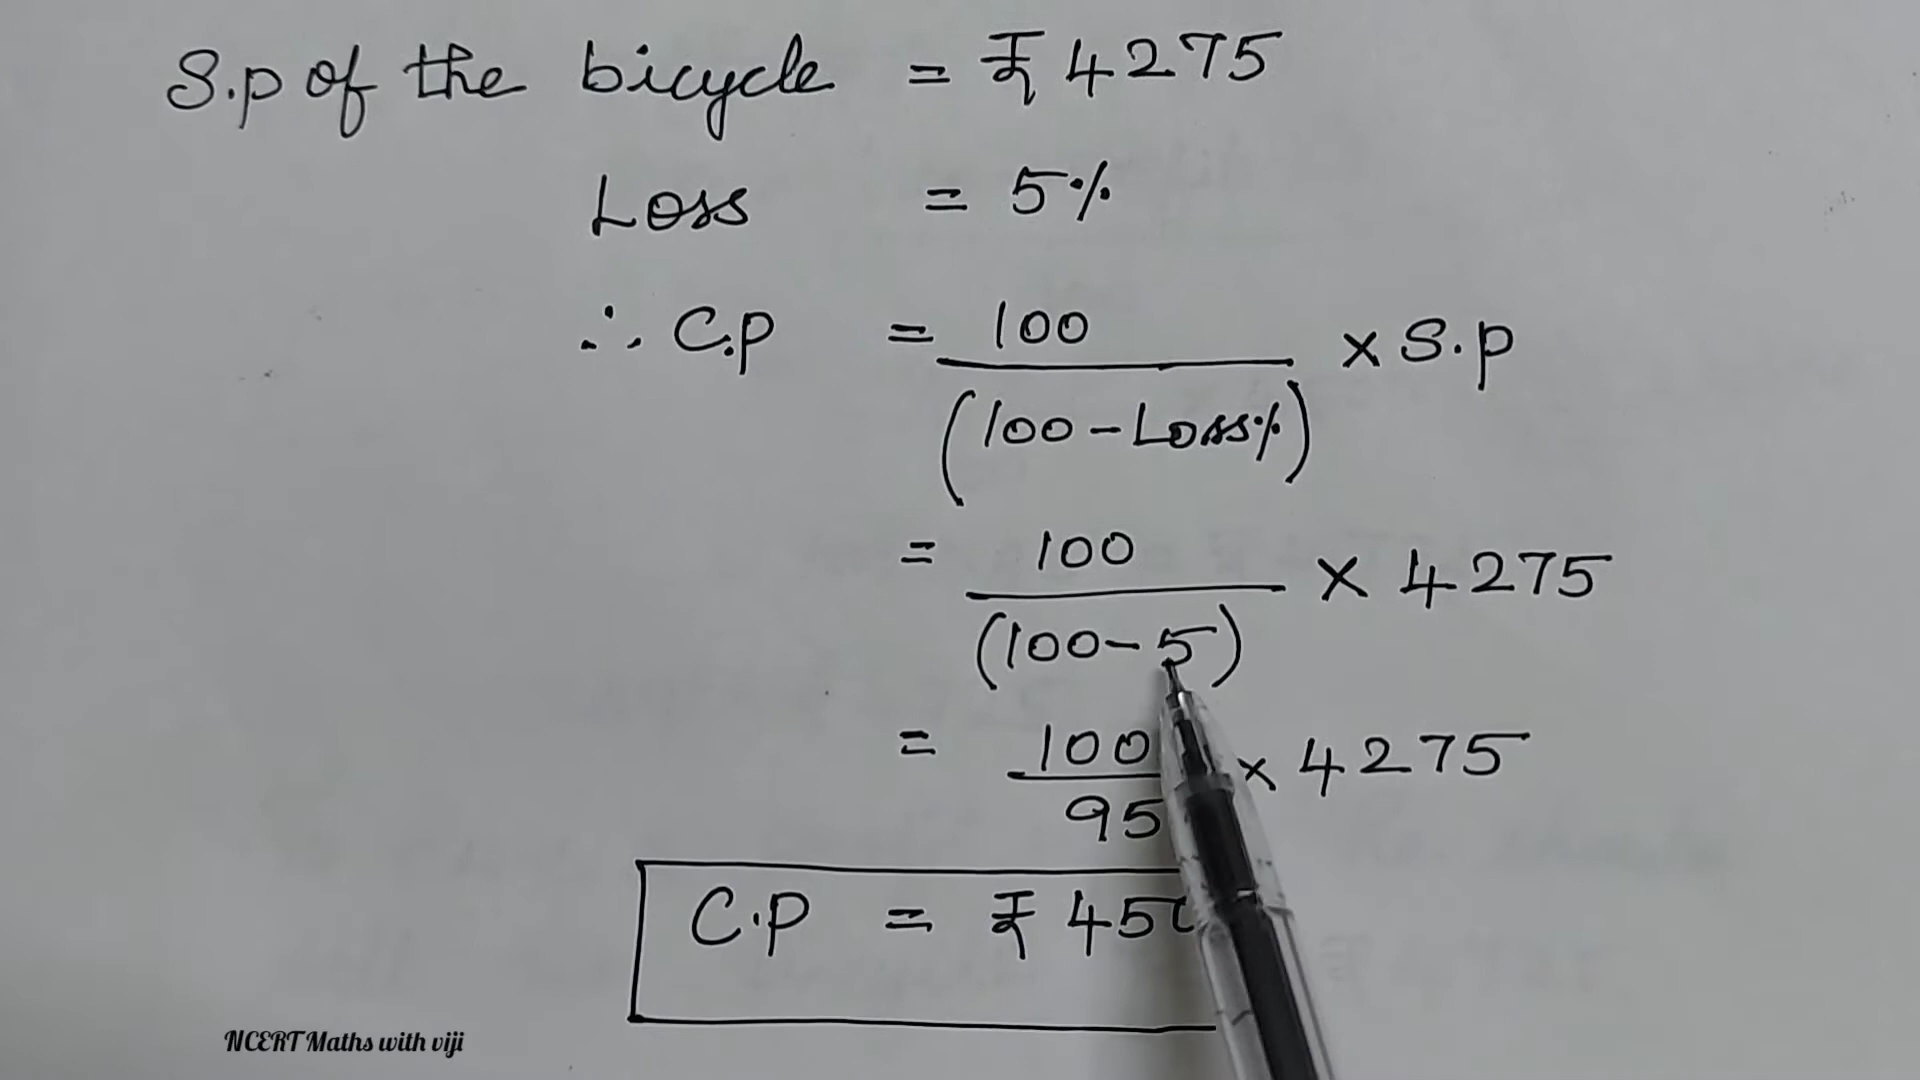 S.p of the bicycle = ₹ 4275
Loss = 5%
∴ C.P = 100 / (100 - Loss%) × S.p
= 100 / (100 - 5) × 4275
= 100 / 95 × 4275
C.P = ₹ 450
NCERT Maths with viji